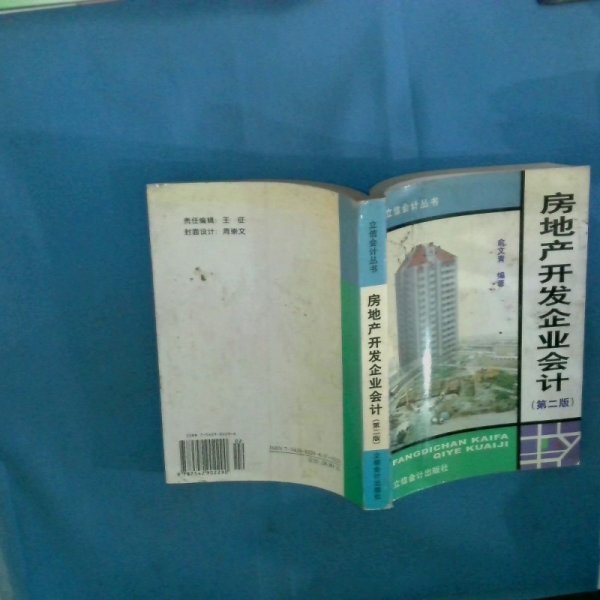 责任编辑：王 征
封面设计：周崇文
立信会计丛书
房地产开发企业会计
(第二版)
立信会计出版社
立信会计丛书
房地产开发企业会计
(第二版)
编著
FANGDICHAN KAIFA
QIYE KUAIJI
立信会计出版社